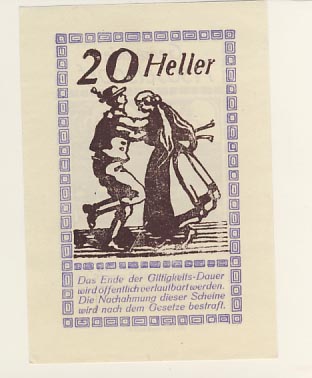 20 Heller
Das Ende der Giltigkeits-Dauer
wird öffentlich verlautbart werden.
Die Nachahmung dieser Scheine
wird nach dem Gesetze bestraft.